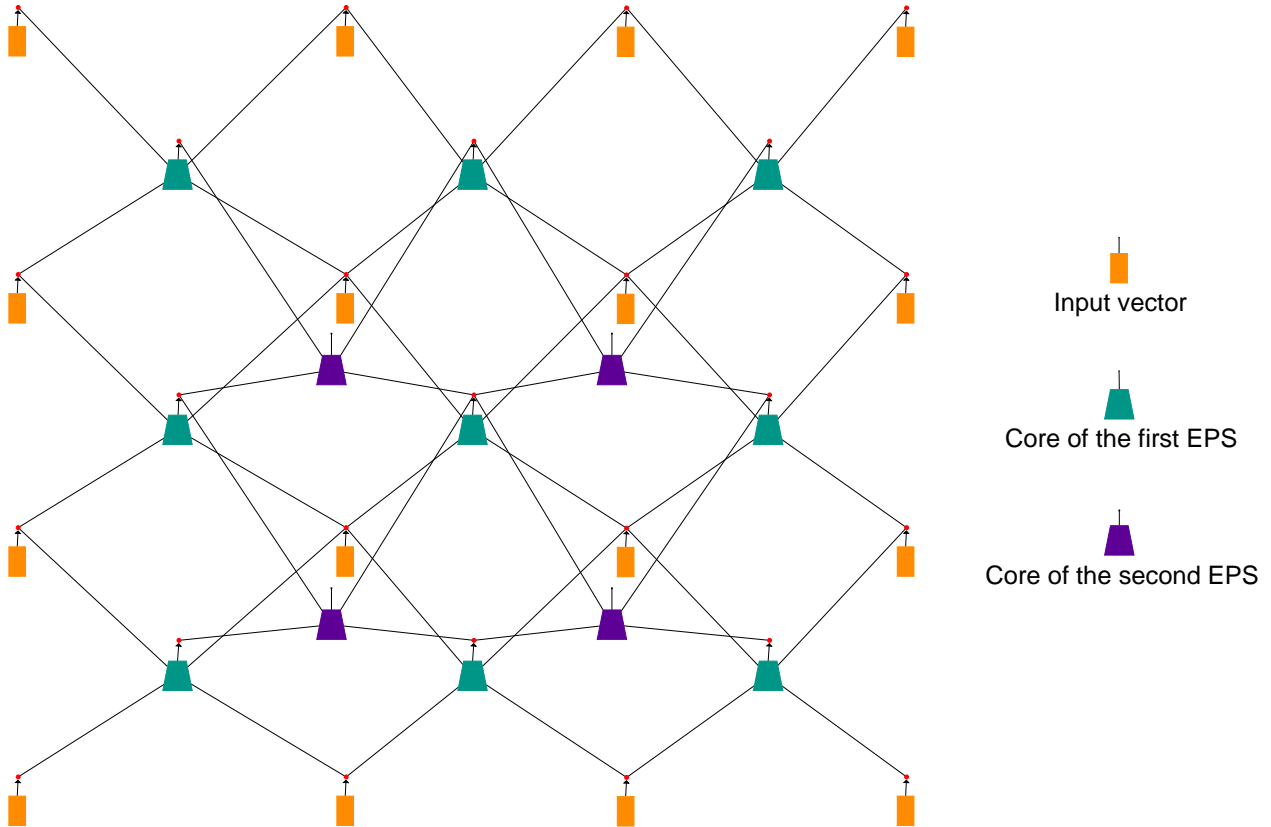 Input vector
Core of the first EPS
Core of the second EPS